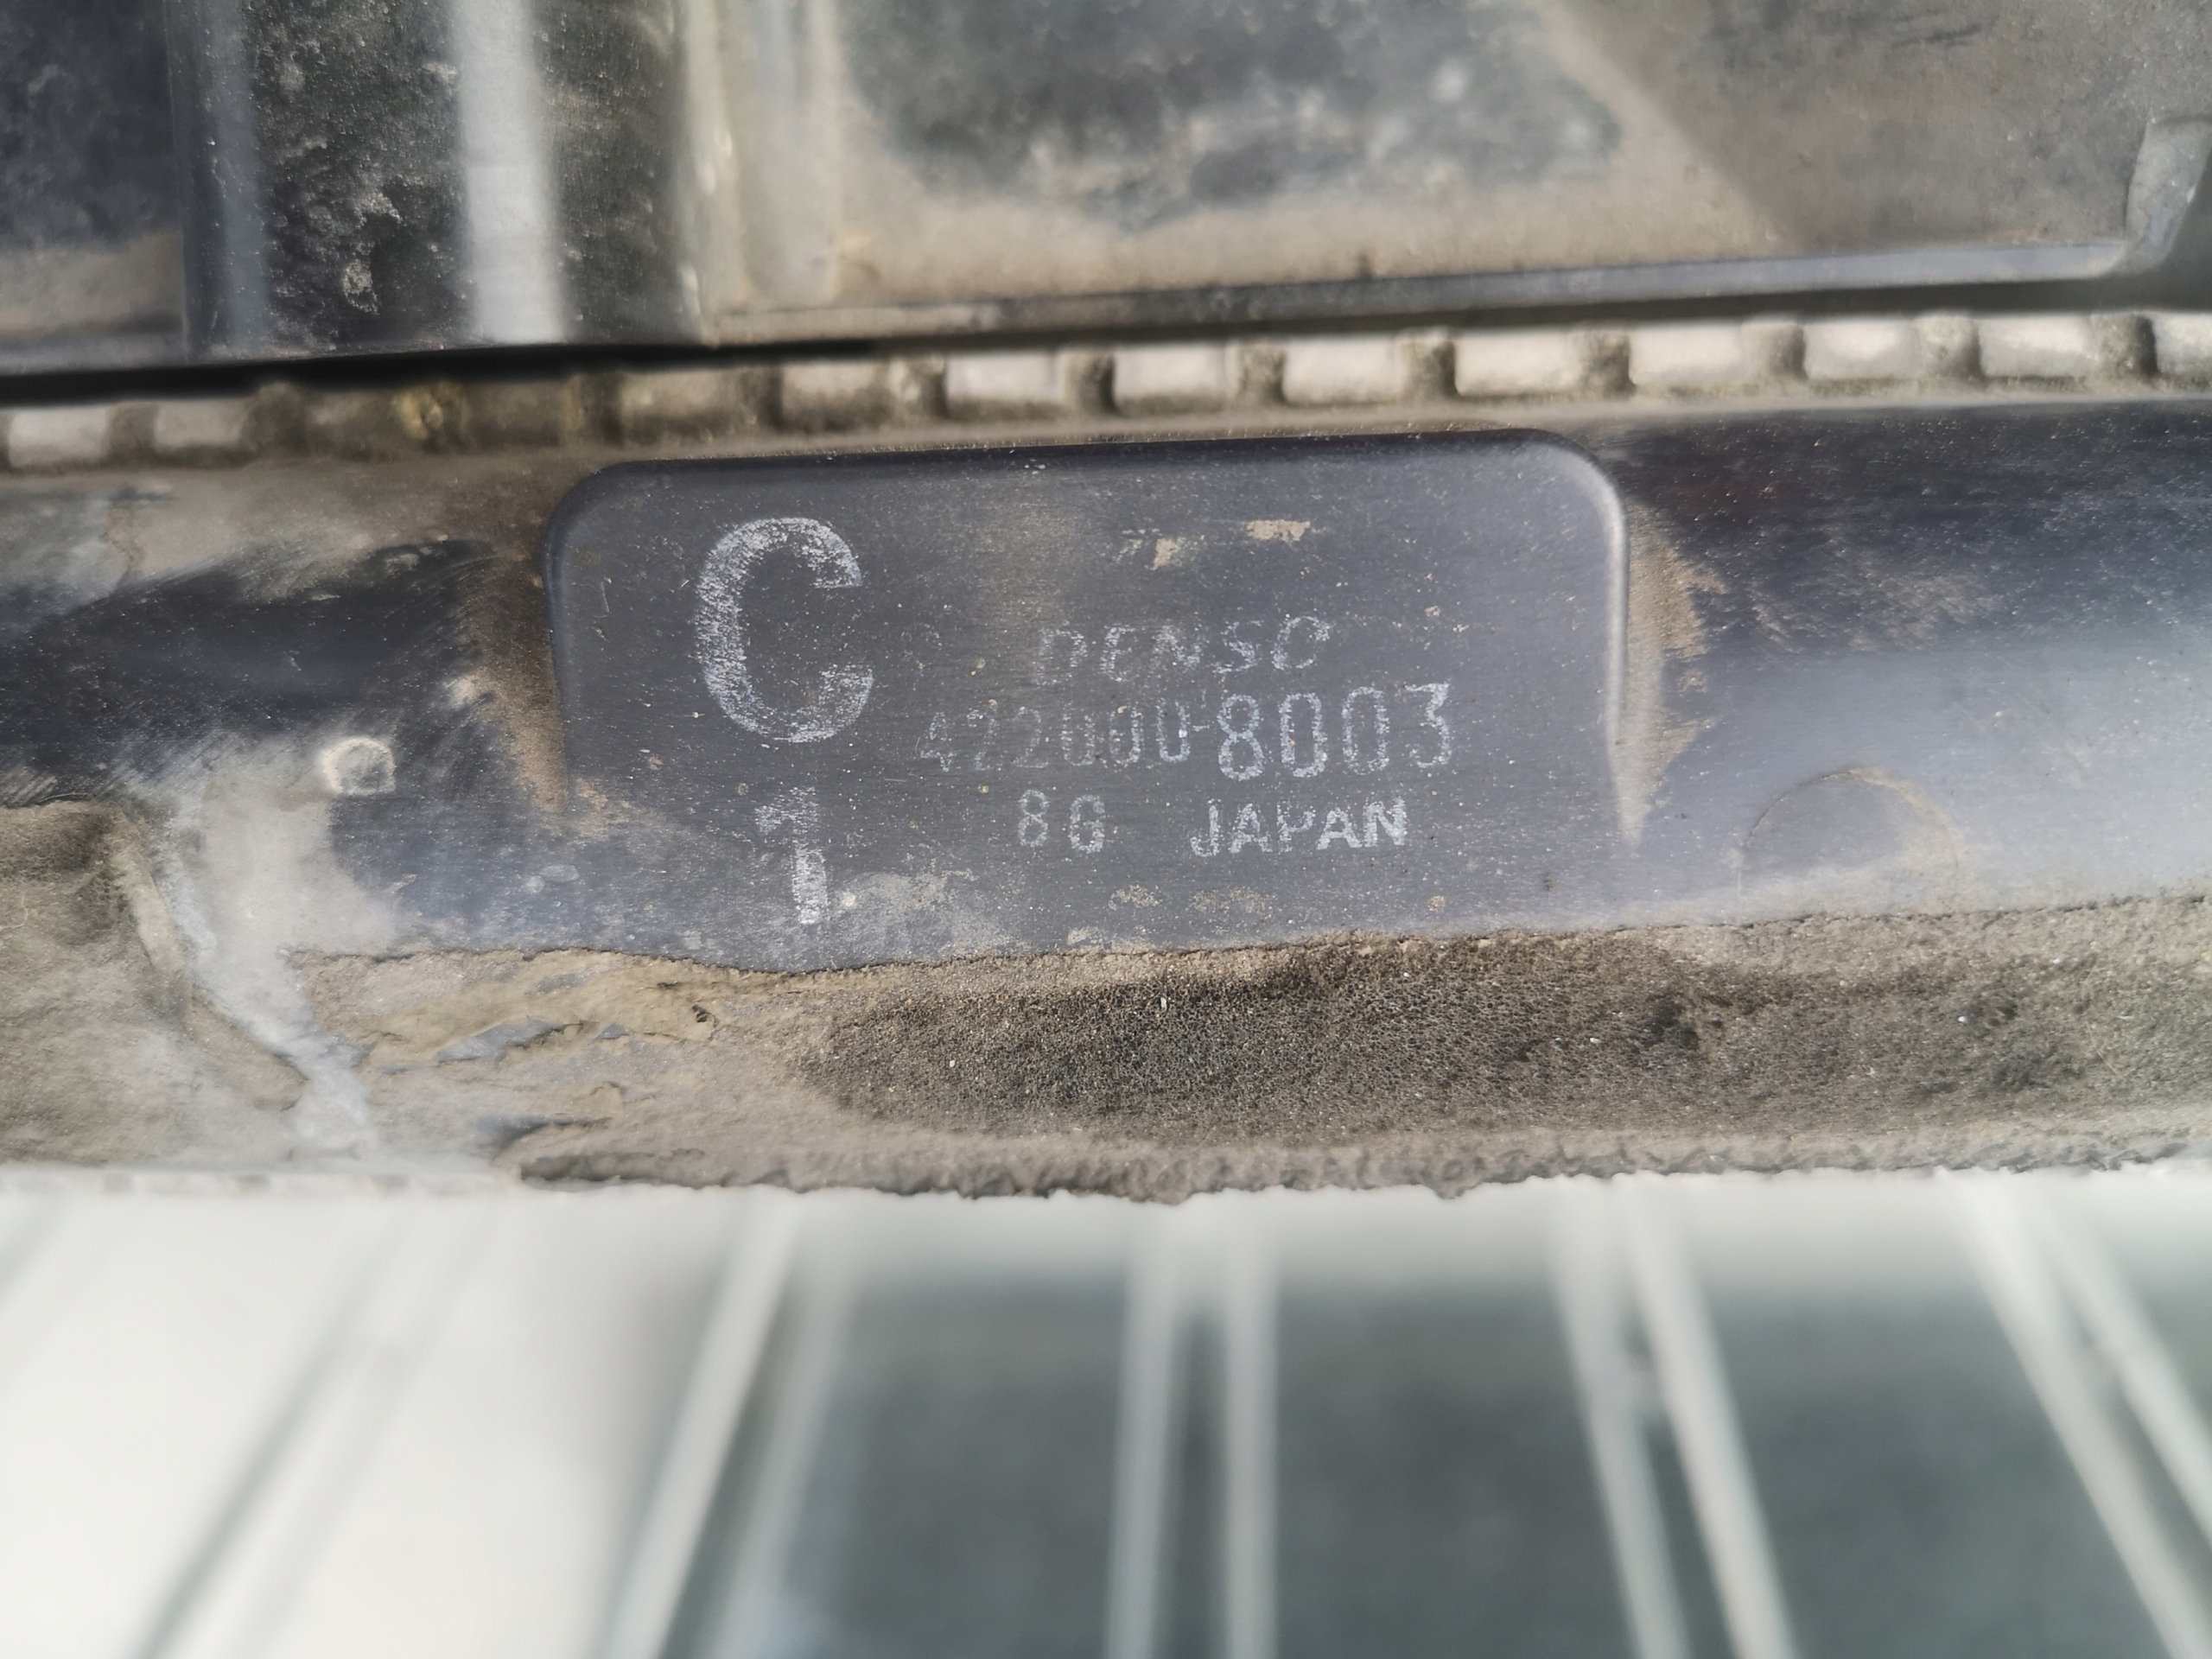 C
DENSO
422000-8003
1
8G JAPAN